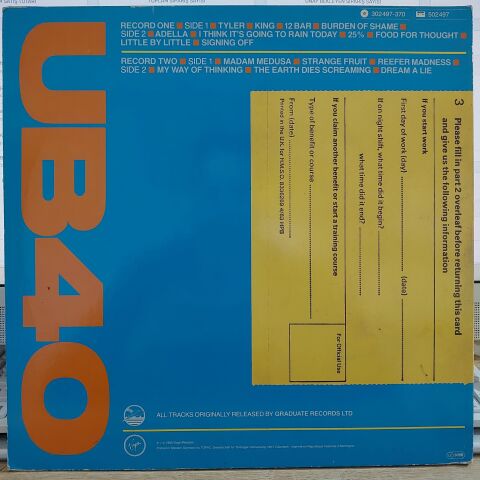 302497-370 502497
RECORD ONE ■ SIDE 1 ■ TYLER ■ KING ■ 12 BAR ■ BURDEN OF SHAME ■
SIDE 2 ■ ADELLA ■ I THINK IT'S GOING TO RAIN TODAY ■ 25% ■ FOOD FOR THOUGHT ■
LITTLE BY LITTLE ■ SIGNING OFF
RECORD TWO ■ SIDE 1 ■ MADAM MEDUSA ■ STRANGE FRUIT ■ REEFER MADNESS ■
SIDE 2 ■ MY WAY OF THINKING ■ THE EARTH DIES SCREAMING ■ DREAM A LIE
UB40
3 Please fill in part 2 overleaf before returning this card
and give us the following information
If you start work
First day of work (day) (date)
If on night shift, what time did it begin?
what time did it end?
If you claim another benefit or start a training course
Type of benefit or course
From (date)
Printed in the U.K. for H.M.S.O.
For Official Use
ALL TRACKS ORIGINALLY RELEASED BY GRADUATE RECORDS LTD
Virgin